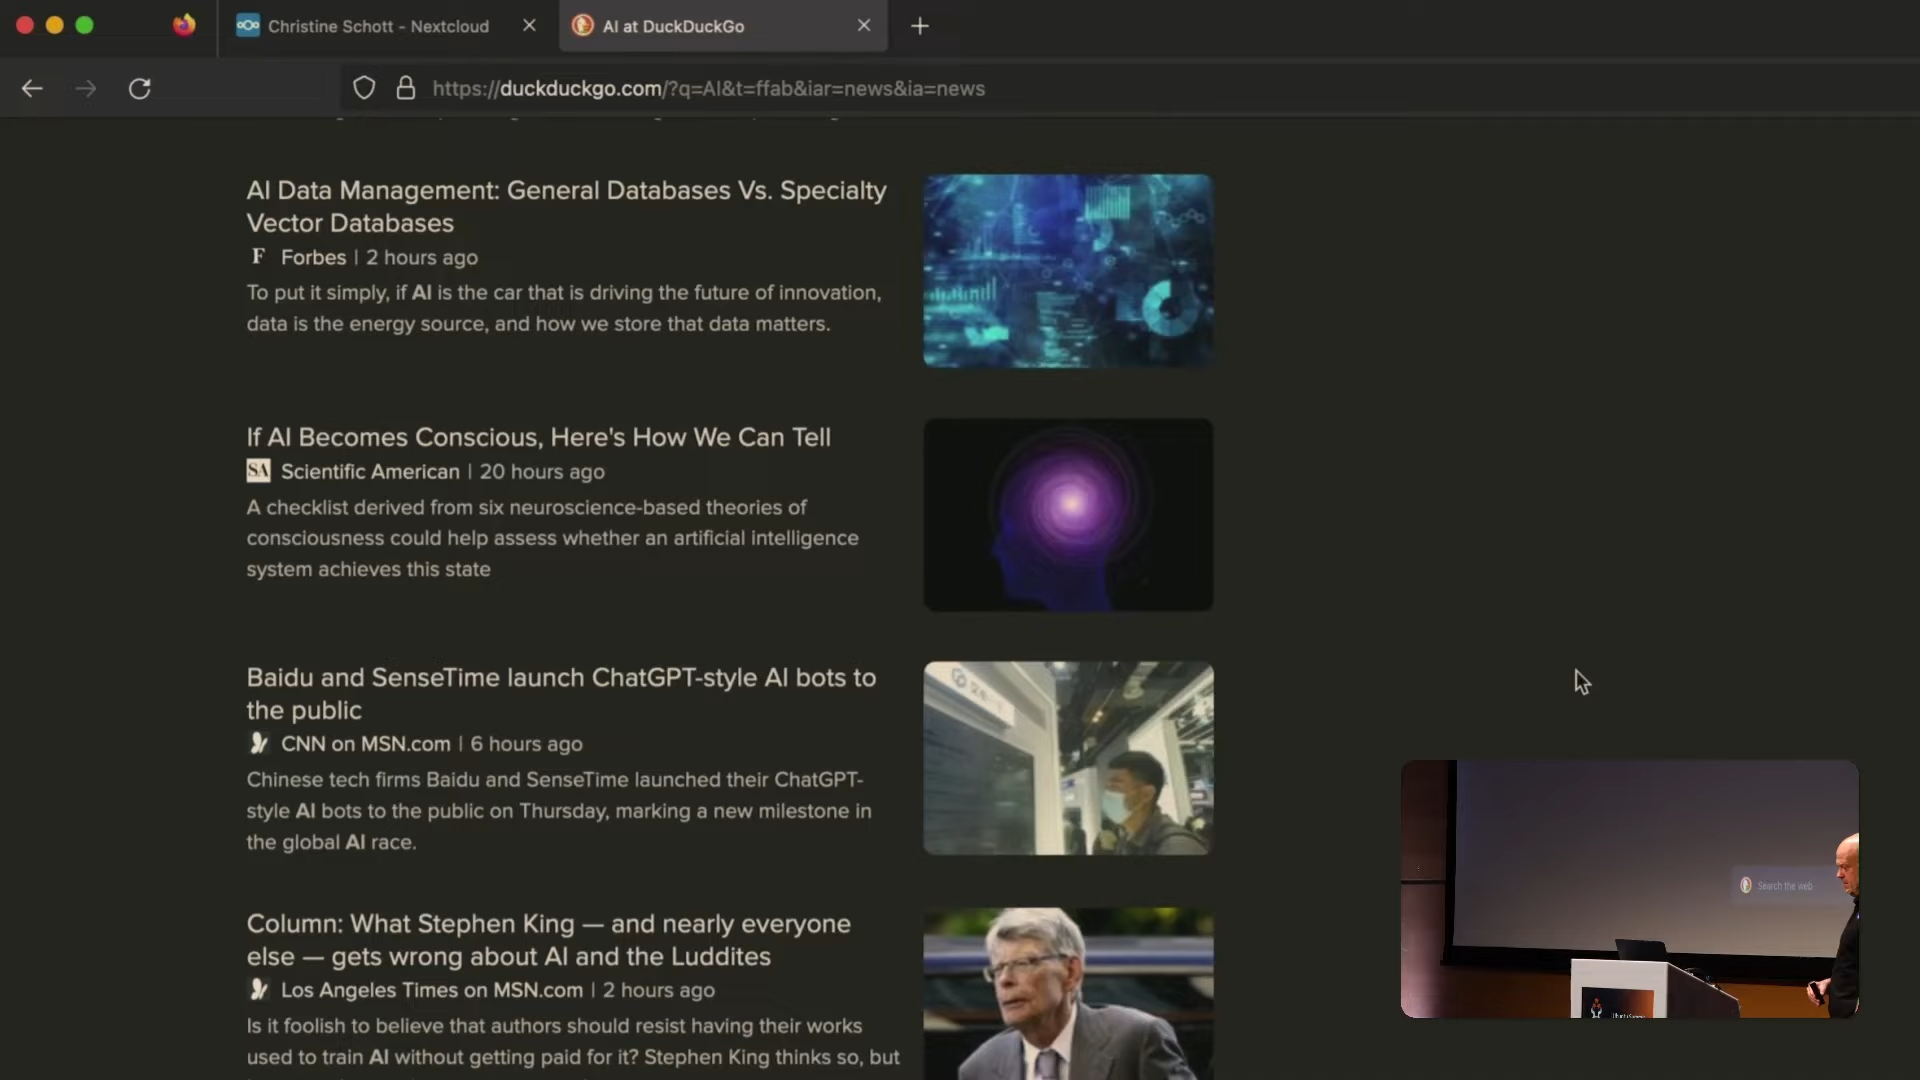 Christine Schott - Nextcloud
AI at DuckDuckGo
https://duckduckgo.com/?q=AI&t=ffab&iar=news&ia=news
AI Data Management: General Databases Vs. Specialty
Vector Databases
F Forbes | 2 hours ago
To put it simply, if AI is the car that is driving the future of innovation,
data is the energy source, and how we store that data matters.
If AI Becomes Conscious, Here's How We Can Tell
SA Scientific American | 20 hours ago
A checklist derived from six neuroscience-based theories of
consciousness could help assess whether an artificial intelligence
system achieves this state
Baidu and SenseTime launch ChatGPT-style AI bots to
the public
CNN on MSN.com | 6 hours ago
Chinese tech firms Baidu and SenseTime launched their ChatGPT-
style AI bots to the public on Thursday, marking a new milestone in
the global AI race.
Column: What Stephen King — and nearly everyone
else — gets wrong about AI and the Luddites
Los Angeles Times on MSN.com | 2 hours ago
Is it foolish to believe that authors should resist having their works
used to train AI without getting paid for it? Stephen King thinks so, but
Search the web